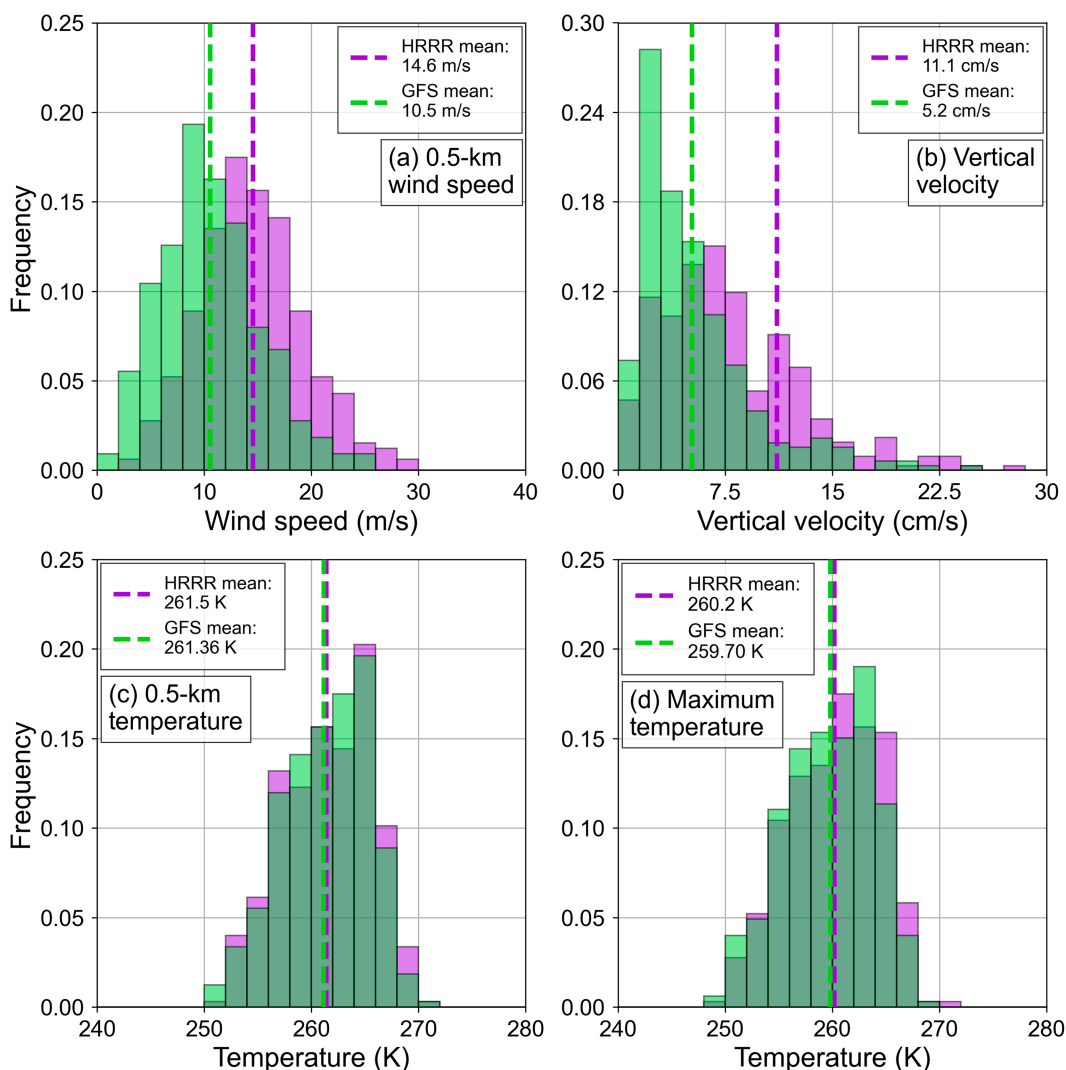 0.25
0.20
0.15
0.10
0.05
0.00
Frequency
HRRR mean:
14.6 m/s
GFS mean:
10.5 m/s
(a) 0.5-km
wind speed
0
10
20
30
40
Wind speed (m/s)
0.30
0.24
0.18
0.12
0.06
0.00
HRRR mean:
11.1 cm/s
GFS mean:
5.2 cm/s
(b) Vertical
velocity
0
7.5
15
22.5
30
Vertical velocity (cm/s)
0.25
0.20
0.15
0.10
0.05
0.00
Frequency
HRRR mean:
261.5 K
GFS mean:
261.36 K
(c) 0.5-km
temperature
240
250
260
270
280
Temperature (K)
0.25
0.20
0.15
0.10
0.05
0.00
HRRR mean:
260.2 K
GFS mean:
259.70 K
(d) Maximum
temperature
240
250
260
270
280
Temperature (K)